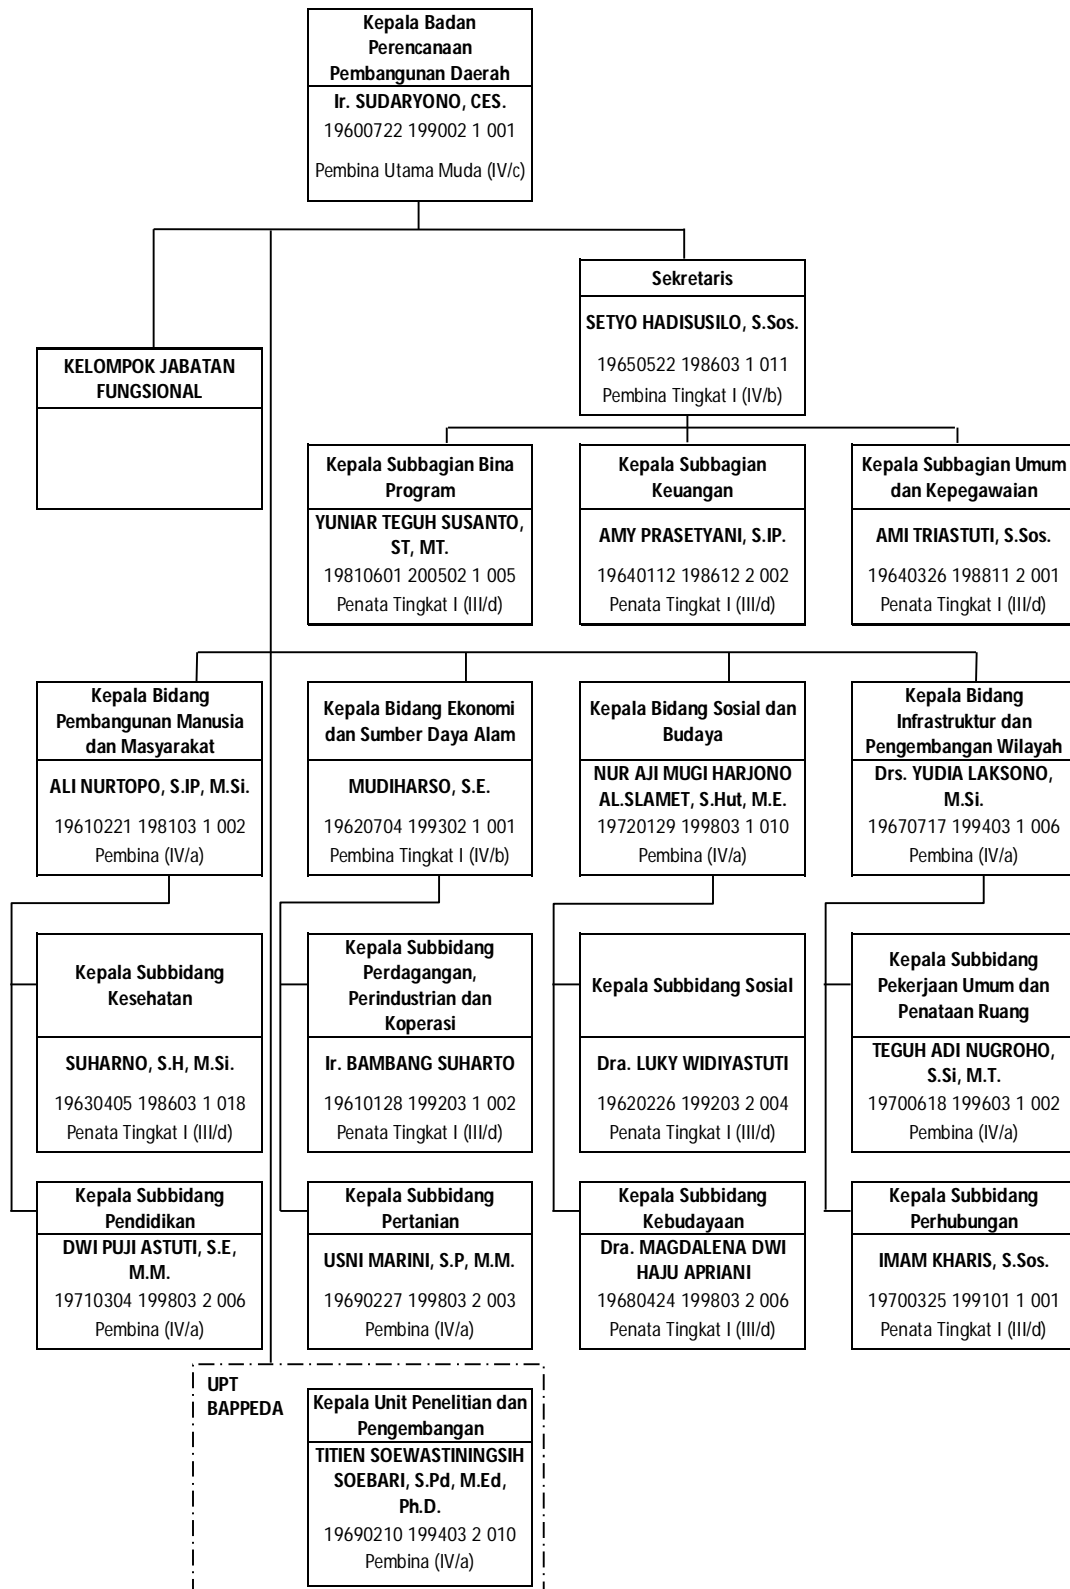 Kepala Badan
Perencanaan
Pembangunan Daerah
Ir. SUDARYONO, CES.
19600722 199002 1 001
Pembina Utama Muda (IV/c)
Sekretaris
SETYO HADISUSILO, S.Sos.
19650522 198603 1 011
Pembina Tingkat I (IV/b)
KELOMPOK JABATAN
FUNGSIONAL
Kepala Subbagian Bina
Program
YUNIAR TEGUH SUSANTO,
ST, MT.
19810601 200502 1 005
Penata Tingkat I (III/d)
Kepala Subbagian
Keuangan
AMY PRASETYANI, S.IP.
19640112 198612 2 002
Penata Tingkat I (III/d)
Kepala Subbagian Umum
dan Kepegawaian
AMI TRIASTUTI, S.Sos.
19640326 198811 2 001
Penata Tingkat I (III/d)
Kepala Bidang
Pembangunan Manusia
dan Masyarakat
ALI NURTOPO, S.IP, M.Si.
19610221 198103 1 002
Pembina (IV/a)
Kepala Bidang Ekonomi
dan Sumber Daya Alam
MUDIHARSO, S.E.
19620704 199302 1 001
Pembina Tingkat I (IV/b)
Kepala Bidang Sosial dan
Budaya
NUR AJI MUGI HARJONO
AL.SLAMET, S.Hut, M.E.
19720129 199803 1 010
Pembina (IV/a)
Kepala Bidang
Infrastruktur dan
Pengembangan Wilayah
Drs. YUDIA LAKSONO,
M.Si.
19670717 199403 1 006
Pembina (IV/a)
Kepala Subbidang
Kesehatan
SUHARNO, S.H, M.Si.
19630405 198603 1 018
Penata Tingkat I (III/d)
Kepala Subbidang
Perdagangan,
Perindustrian dan
Koperasi
Ir. BAMBANG SUHARTO
19610128 199203 1 002
Penata Tingkat I (III/d)
Kepala Subbidang Sosial
Dra. LUKY WIDIYASTUTI
19620226 199203 2 004
Penata Tingkat I (III/d)
Kepala Subbidang
Pekerjaan Umum dan
Penataan Ruang
TEGUH ADI NUGROHO,
S.Si, M.T.
19700618 199603 1 002
Pembina (IV/a)
Kepala Subbidang
Pendidikan
DWI PUJI ASTUTI, S.E,
M.M.
19710304 199803 2 006
Pembina (IV/a)
Kepala Subbidang
Pertanian
USNI MARINI, S.P, M.M.
19690227 199803 2 003
Pembina (IV/a)
Kepala Subbidang
Kebudayaan
Dra. MAGDALENA DWI
HAJU APRIANI
19680424 199803 2 006
Penata Tingkat I (III/d)
Kepala Subbidang
Perhubungan
IMAM KHARIS, S.Sos.
19700325 199101 1 001
Penata Tingkat I (III/d)
UPT
BAPPEDA
Kepala Unit Penelitian dan
Pengembangan
TITIEN SOEWASTININGSIH
SOEBARI, S.Pd, M.Ed,
Ph.D.
19690210 199403 2 010
Pembina (IV/a)